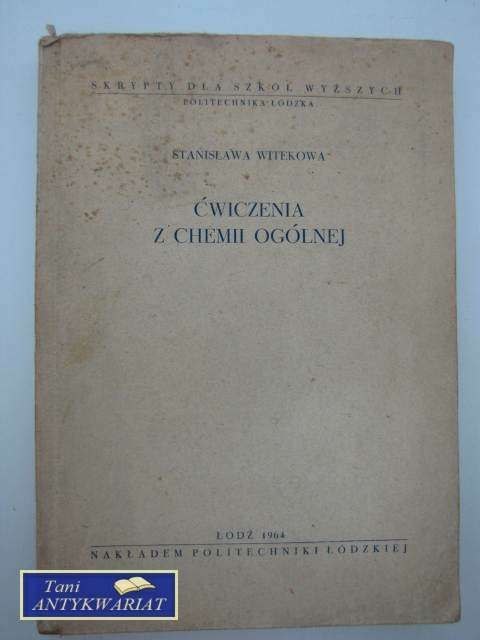 SKRYPTY DLA SZKÓŁ WYŻSZYCH
POLITECHNIKA ŁÓDZKA
STANISŁAWA WITEKOWA
ĆWICZENIA
Z CHEMII OGÓLNEJ
ŁÓDŹ 1964
NAKŁADEM POLITECHNIKI ŁÓDZKIEJ
Tani
ANTYKWARIAT